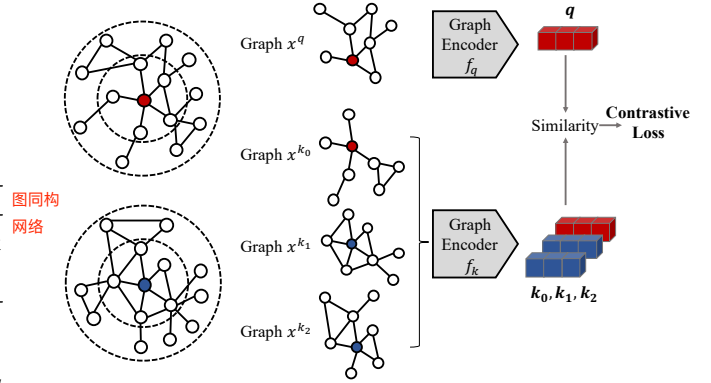 Graph x^q
Graph
Encoder
f_q
q
Graph x^{k_0}
Similarity
Contrastive
Loss
图同构
网络
Graph x^{k_1}
Graph
Encoder
f_k
k_0, k_1, k_2
Graph x^{k_2}